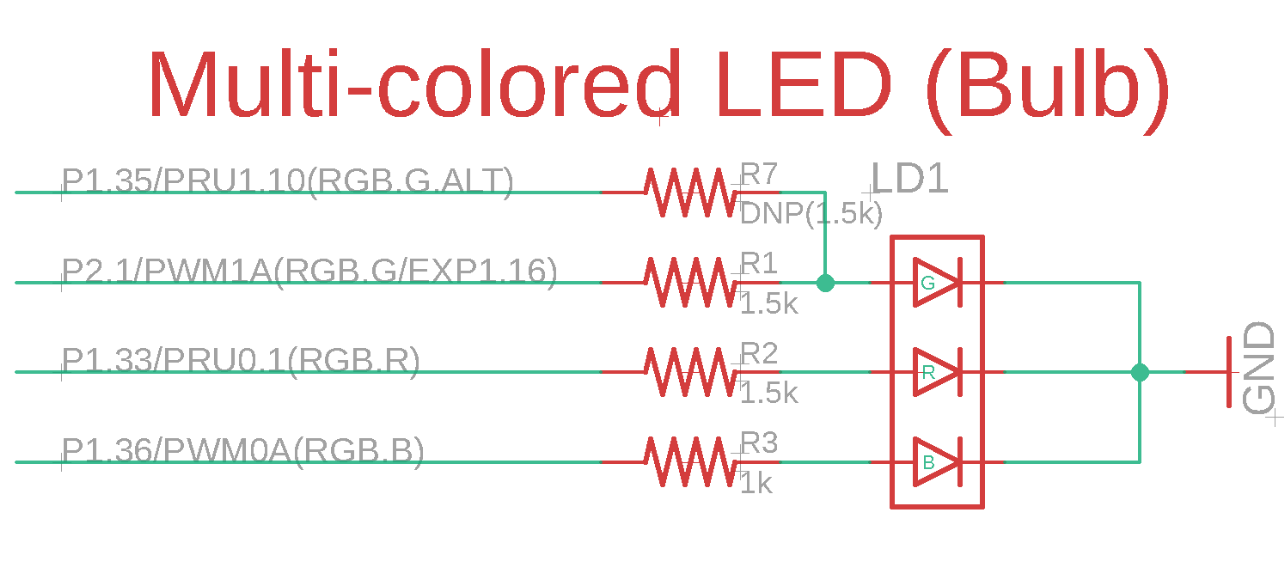 Multi-colored LED (Bulb)
P1.35/PRU1.10(RGB.G.ALT)
R7
DNP(1.5k)
LD1
P2.1/PWM1A(RGB.G/EXP1.16)
R1
1.5k
G
P1.33/PRU0.1(RGB.R)
R2
1.5k
R
GND
P1.36/PWM0A(RGB.B)
R3
1k
B